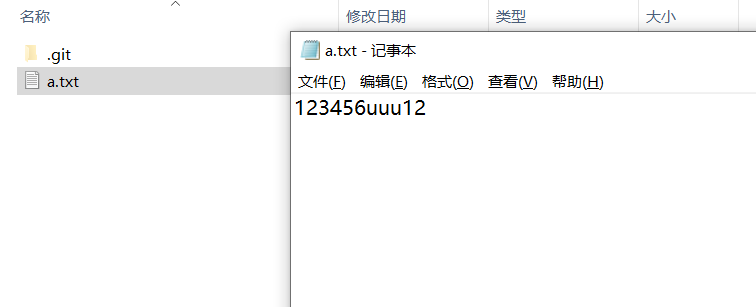 名称 修改日期 类型 大小
.git
a.txt
a.txt - 记事本
文件(F) 编辑(E) 格式(O) 查看(V) 帮助(H)
123456uuu12